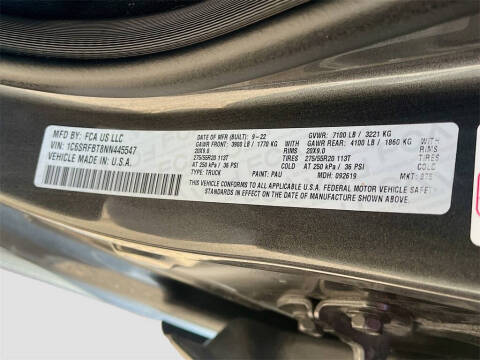 MFD BY: FCA US LLC
VIN: 1C6SRFBT8NN445547
VEHICLE MADE IN: U.S.A.
DATE OF MFR (BUILT): 9-22 GVWR: 7100 LB / 3221 KG
GAWR FRONT: 3900 LB / 1770 KG WITH GAWR REAR: 4100 LB / 1860 KG WITH
20X9.0 RIMS 20X9.0 RIMS
275/55R20 113T TIRES 275/55R20 113T TIRES
AT 250 kPa / 36 PSI COLD AT 250 kPa / 36 PSI COLD
TYPE: TRUCK PAINT: PAU MDH: 092619 MKT:
THIS VEHICLE CONFORMS TO ALL APPLICABLE U.S.A. FEDERAL MOTOR VEHICLE SAFETY
STANDARDS IN EFFECT ON THE DATE OF MANUFACTURE SHOWN ABOVE.